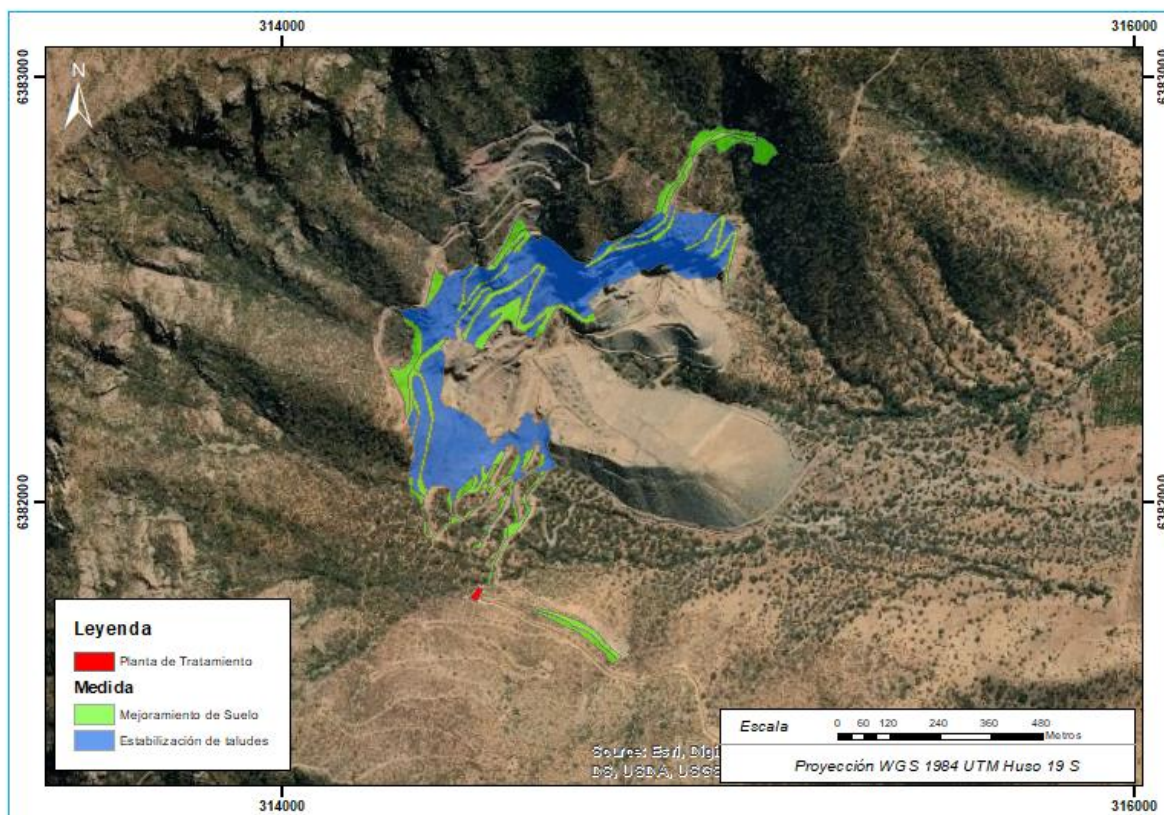 314000
316000
6383000
6383000
N
6382000
6382000
Leyenda
Planta de Tratamiento
Medida
Mejoramiento de Suelo
Estabilización de taludes
Escala
0 60 120 240 360 480
Metros
Source: Esri, Digi
DS, USDA, USGS
Proyección WGS 1984 UTM Huso 19 S
314000
316000